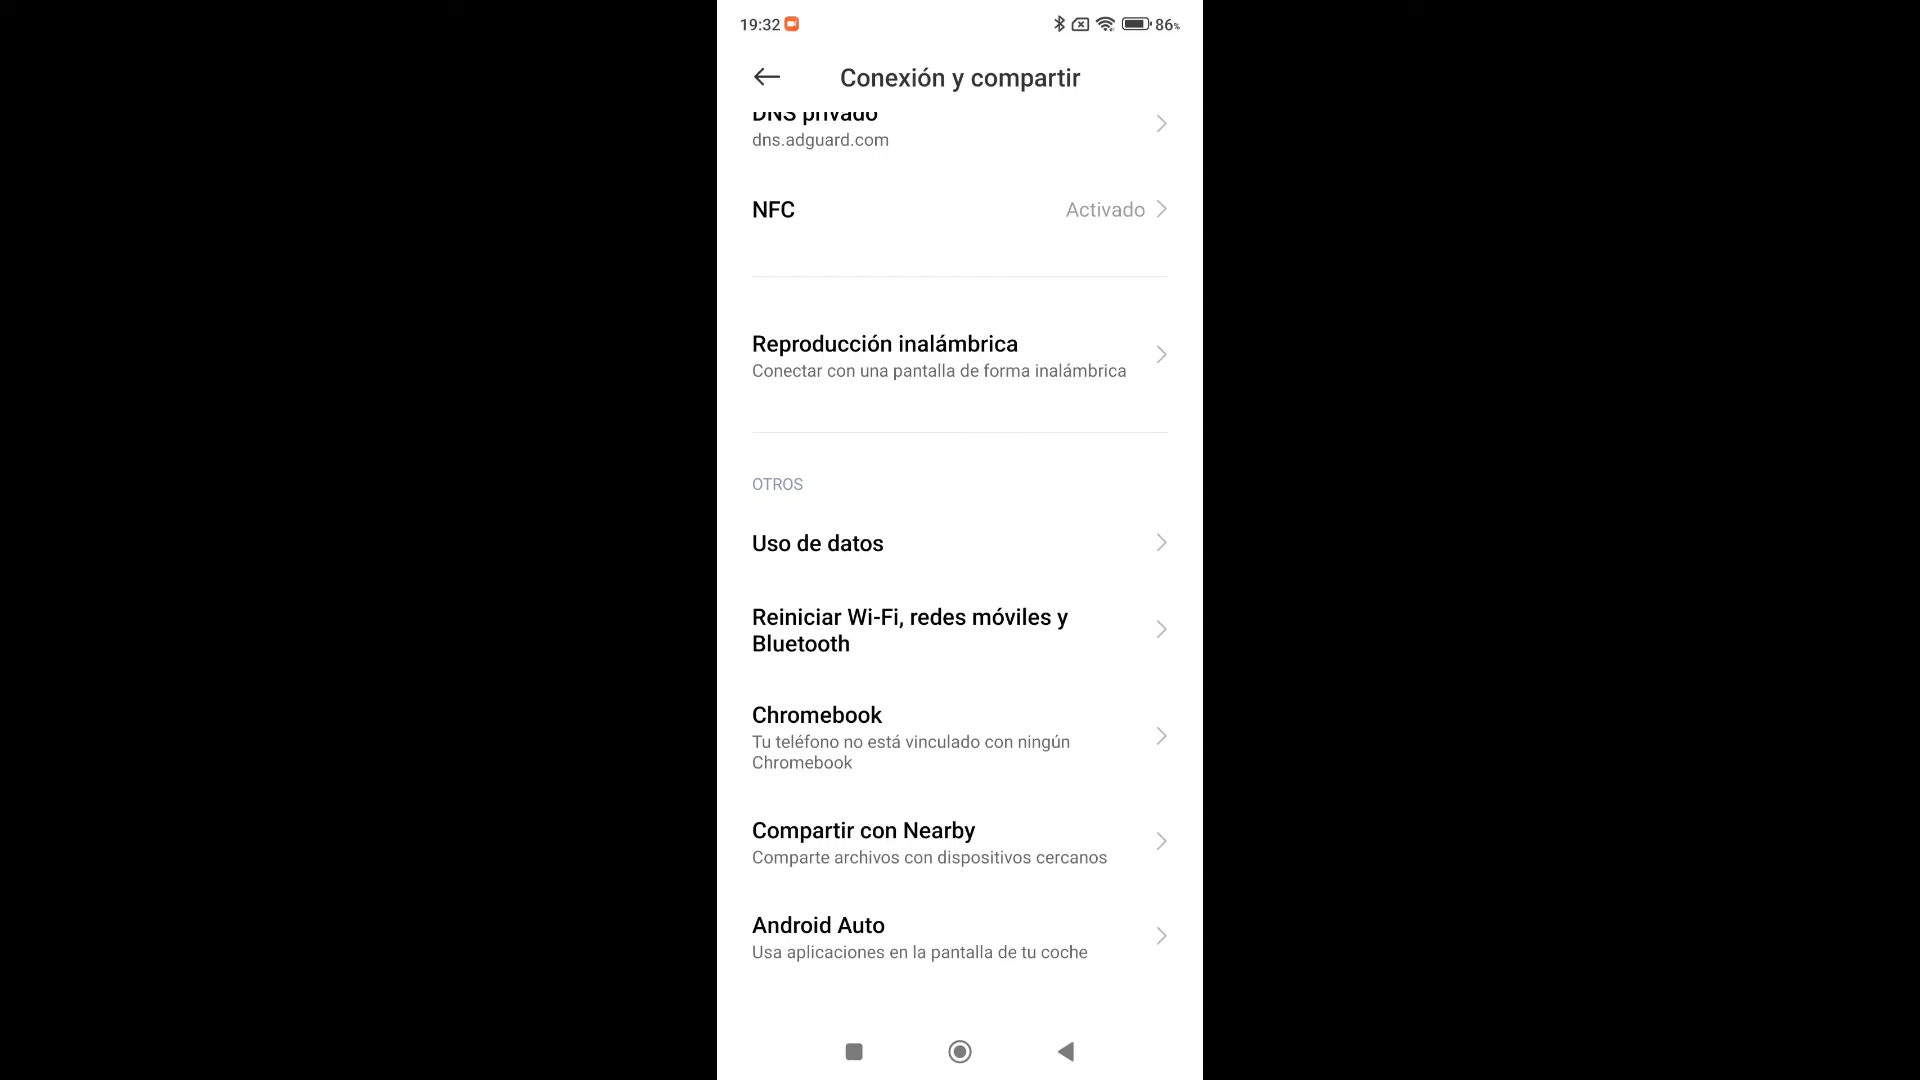 19:32
86%
Conexión y compartir
DNS privado
dns.adguard.com
NFC
Activado
Reproducción inalámbrica
Conectar con una pantalla de forma inalámbrica
OTROS
Uso de datos
Reiniciar Wi-Fi, redes móviles y
Bluetooth
Chromebook
Tu teléfono no está vinculado con ningún
Chromebook
Compartir con Nearby
Comparte archivos con dispositivos cercanos
Android Auto
Usa aplicaciones en la pantalla de tu coche